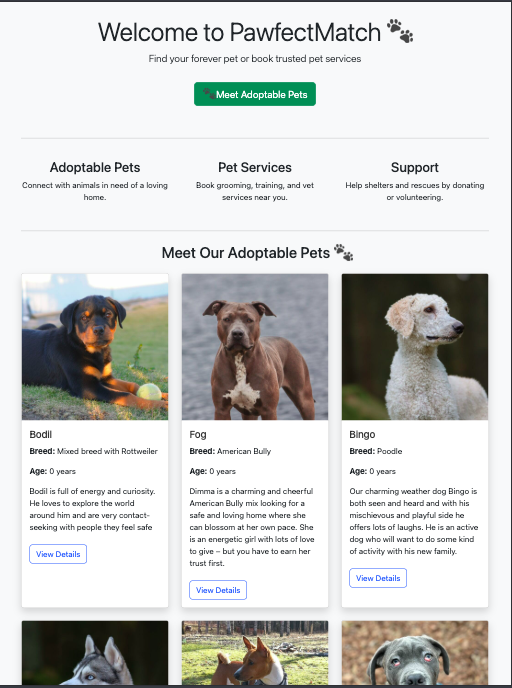 Welcome to PawfectMatch
Find your forever pet or book trusted pet services
Meet Adoptable Pets
Adoptable Pets
Connect with animals in need of a loving
home.
Pet Services
Book grooming, training, and vet
services near you.
Support
Help shelters and rescues by donating
or volunteering.
Meet Our Adoptable Pets
Bodil
Breed: Mixed breed with Rottweiler
Age: 0 years
Bodil is full of energy and curiosity.
He loves to explore the world
around him and are very contact-
seeking with people they feel safe
View Details
Fog
Breed: American Bully
Age: 0 years
Dimma is a charming and cheerful
American Bully mix looking for a
safe and loving home where she
can blossom at her own pace. She
is an energetic girl with lots of love
to give – but you have to earn her
trust first.
View Details
Bingo
Breed: Poodle
Age: 0 years
Our charming weather dog Bingo is
both seen and heard and with his
mischievous and playful side he
offers lots of laughs. He is an active
dog who will want to do some kind
of activity with his new family.
View Details